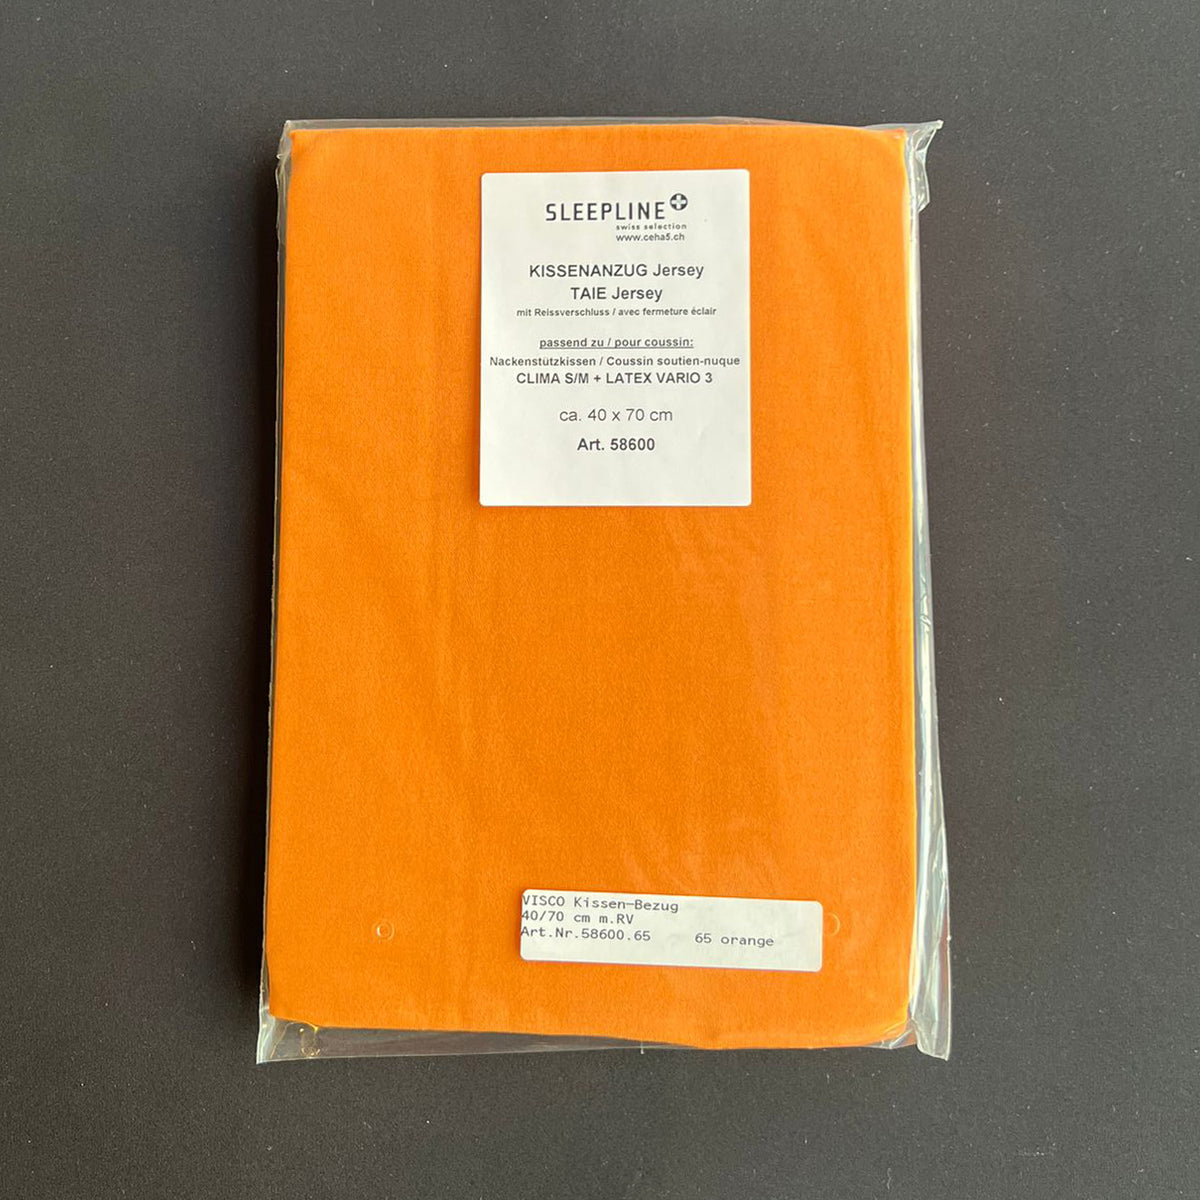 SLEEPLINE
swiss selection
www.ceha5.ch
KISSENANZUG Jersey
TAIE Jersey
mit Reissverschluss / avec fermeture éclair
passend zu / pour coussin:
Nackenstützkissen / Coussin soutien-nuque
CLIMA S/M + LATEX VARIO 3
ca. 40 x 70 cm
Art. 58600
VISCO Kissen-Bezug
40/70 cm m.RV
Art.Nr.58600.65 65 orange